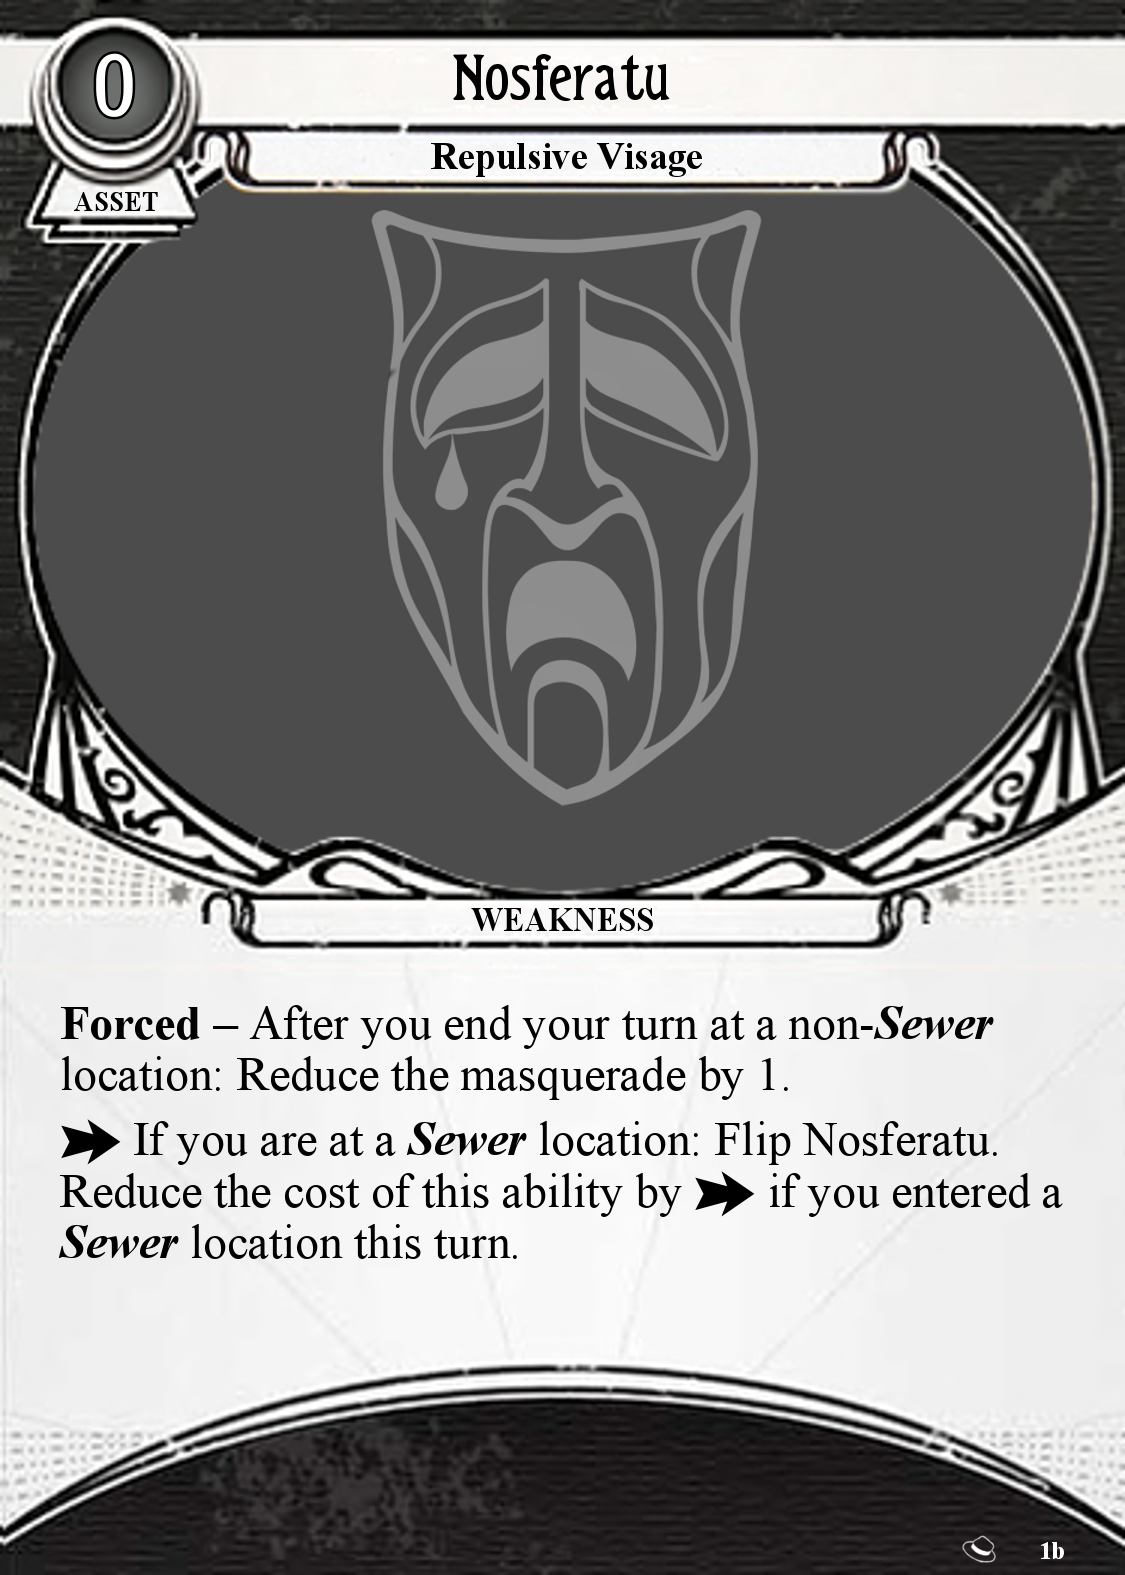 0
Nosferatu
Repulsive Visage
ASSET
WEAKNESS
Forced – After you end your turn at a non-Sewer
location: Reduce the masquerade by 1.
If you are at a Sewer location: Flip Nosferatu.
Reduce the cost of this ability by if you entered a
Sewer location this turn.
1b